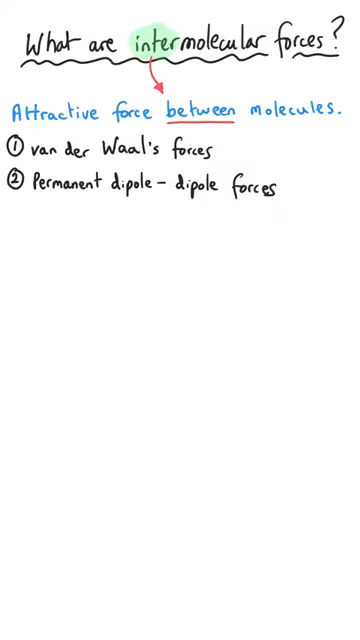 What are intermolecular forces?
Attractive force between molecules.
① van der Waal's forces
② Permanent dipole - dipole forces